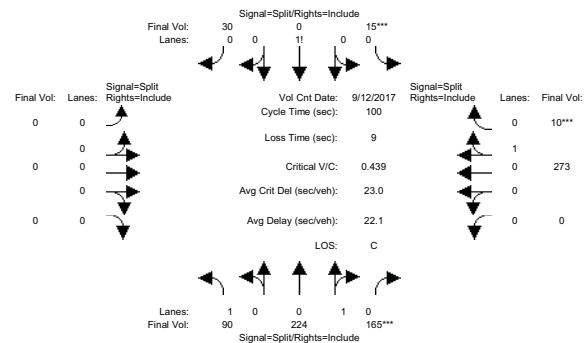 Signal=Split/Rights=Include
Final Vol: 30 0 15***
Lanes: 0 0 1! 0 0
Signal=Split
Final Vol: Lanes: Rights=Include
Vol Cnt Date: 9/12/2017
Signal=Split
Rights=Include Lanes: Final Vol:
Cycle Time (sec): 100
0 0
0 10***
Loss Time (sec): 9
0
1
0 0
Critical V/C: 0.439
0 273
0
Avg Crit Del (sec/veh): 23.0
0
0 0
Avg Delay (sec/veh): 22.1
0 0
LOS: C
Lanes: 1 0 0 1 0
Final Vol: 90 224 165***
Signal=Split/Rights=Include